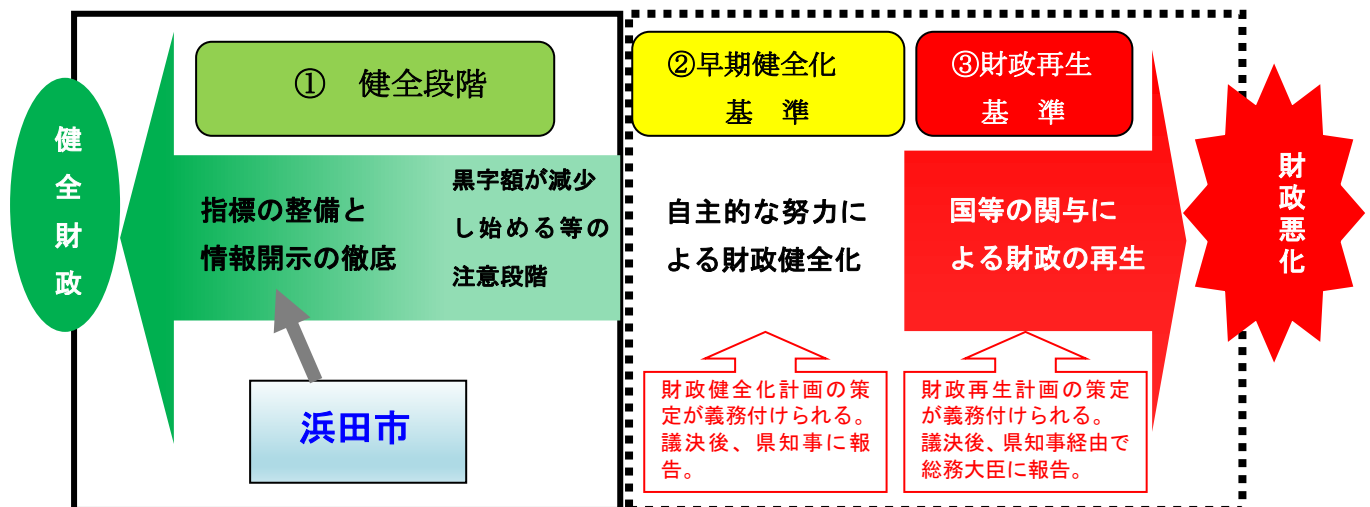 健全財政
① 健全段階
指標の整備と
情報開示の徹底
黒字額が減少
し始める等の
注意段階
浜田市
②早期健全化
基 準
自主的な努力に
よる財政健全化
財政健全化計画の策
定が義務付けられる。
議決後、県知事に報
告。
③財政再生
基 準
国等の関与に
よる財政の再生
財政再生計画の策定
が義務付けられる。
議決後、県知事経由で
総務大臣に報告。
財政悪化